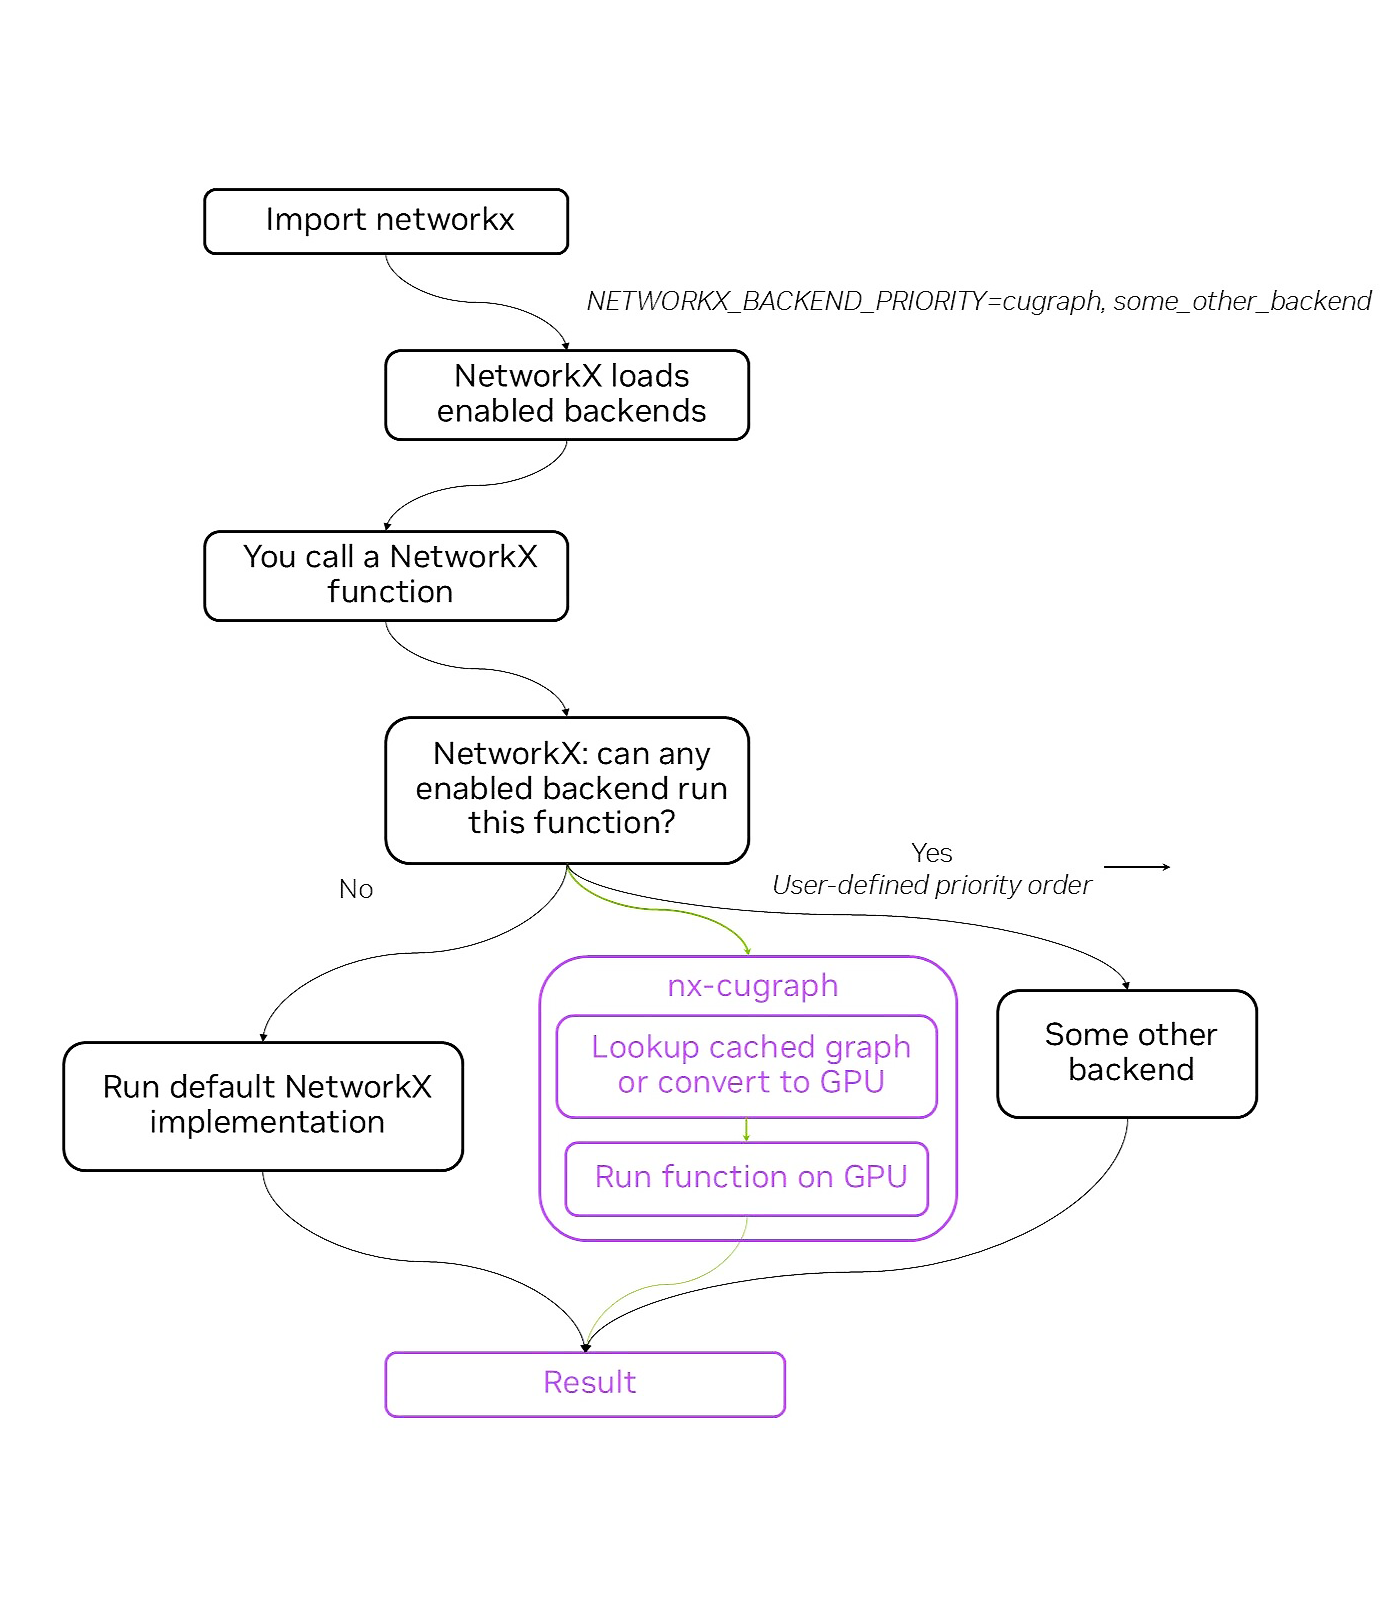 Import networkx
NETWORKX_BACKEND_PRIORITY=cugraph, some_other_backend
NetworkX loads
enabled backends
You call a NetworkX
function
NetworkX: can any
enabled backend run
this function?
No
Yes
User-defined priority order
Run default NetworkX
implementation
nx-cugraph
Lookup cached graph
or convert to GPU
Run function on GPU
Some other
backend
Result